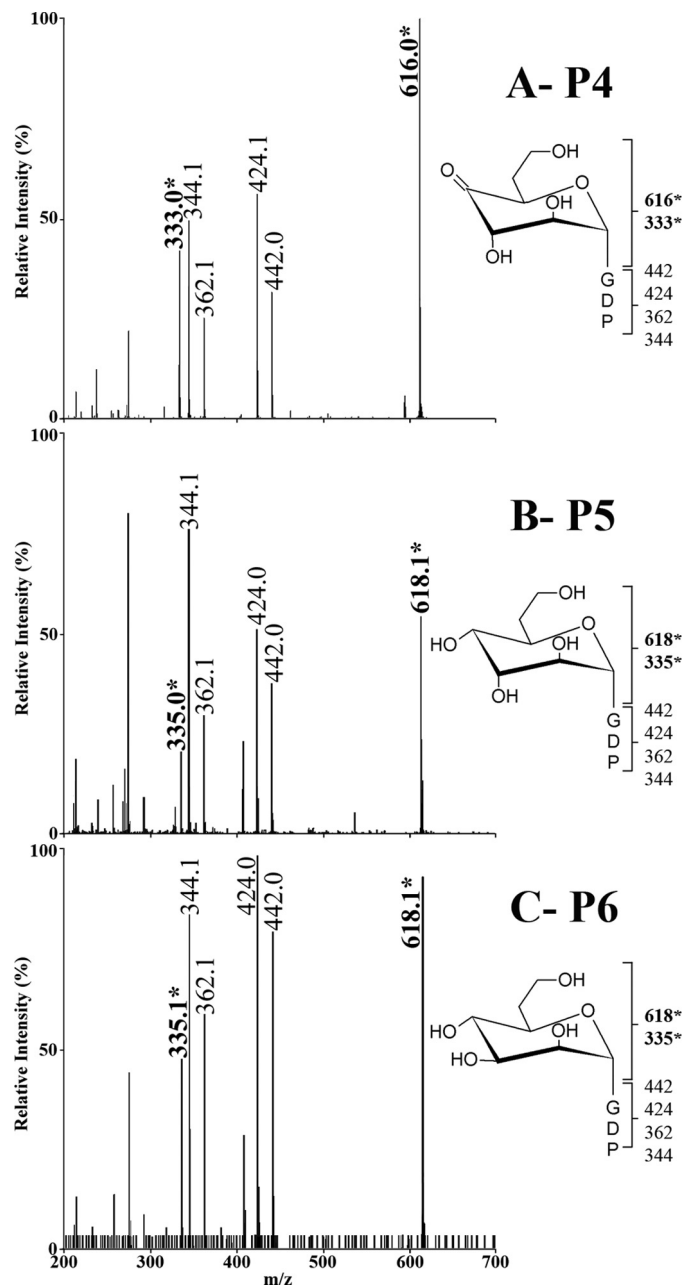 A- P4
Relative Intensity (%)
100
50
0
333.0*
344.1
362.1
424.1
442.0
616.0*
OH
O
O
OH
OH
616*
333*
G
D
P
442
424
362
344
B- P5
Relative Intensity (%)
100
50
0
335.0*
344.1
362.1
424.0
442.0
618.1*
OH
O
HO
OH
OH
618*
335*
G
D
P
442
424
362
344
C- P6
Relative Intensity (%)
100
50
0
335.1*
344.1
362.1
424.0
442.0
618.1*
OH
O
HO
OH
HO
618*
335*
G
D
P
442
424
362
344
200 300 400 500 600 700
m/z